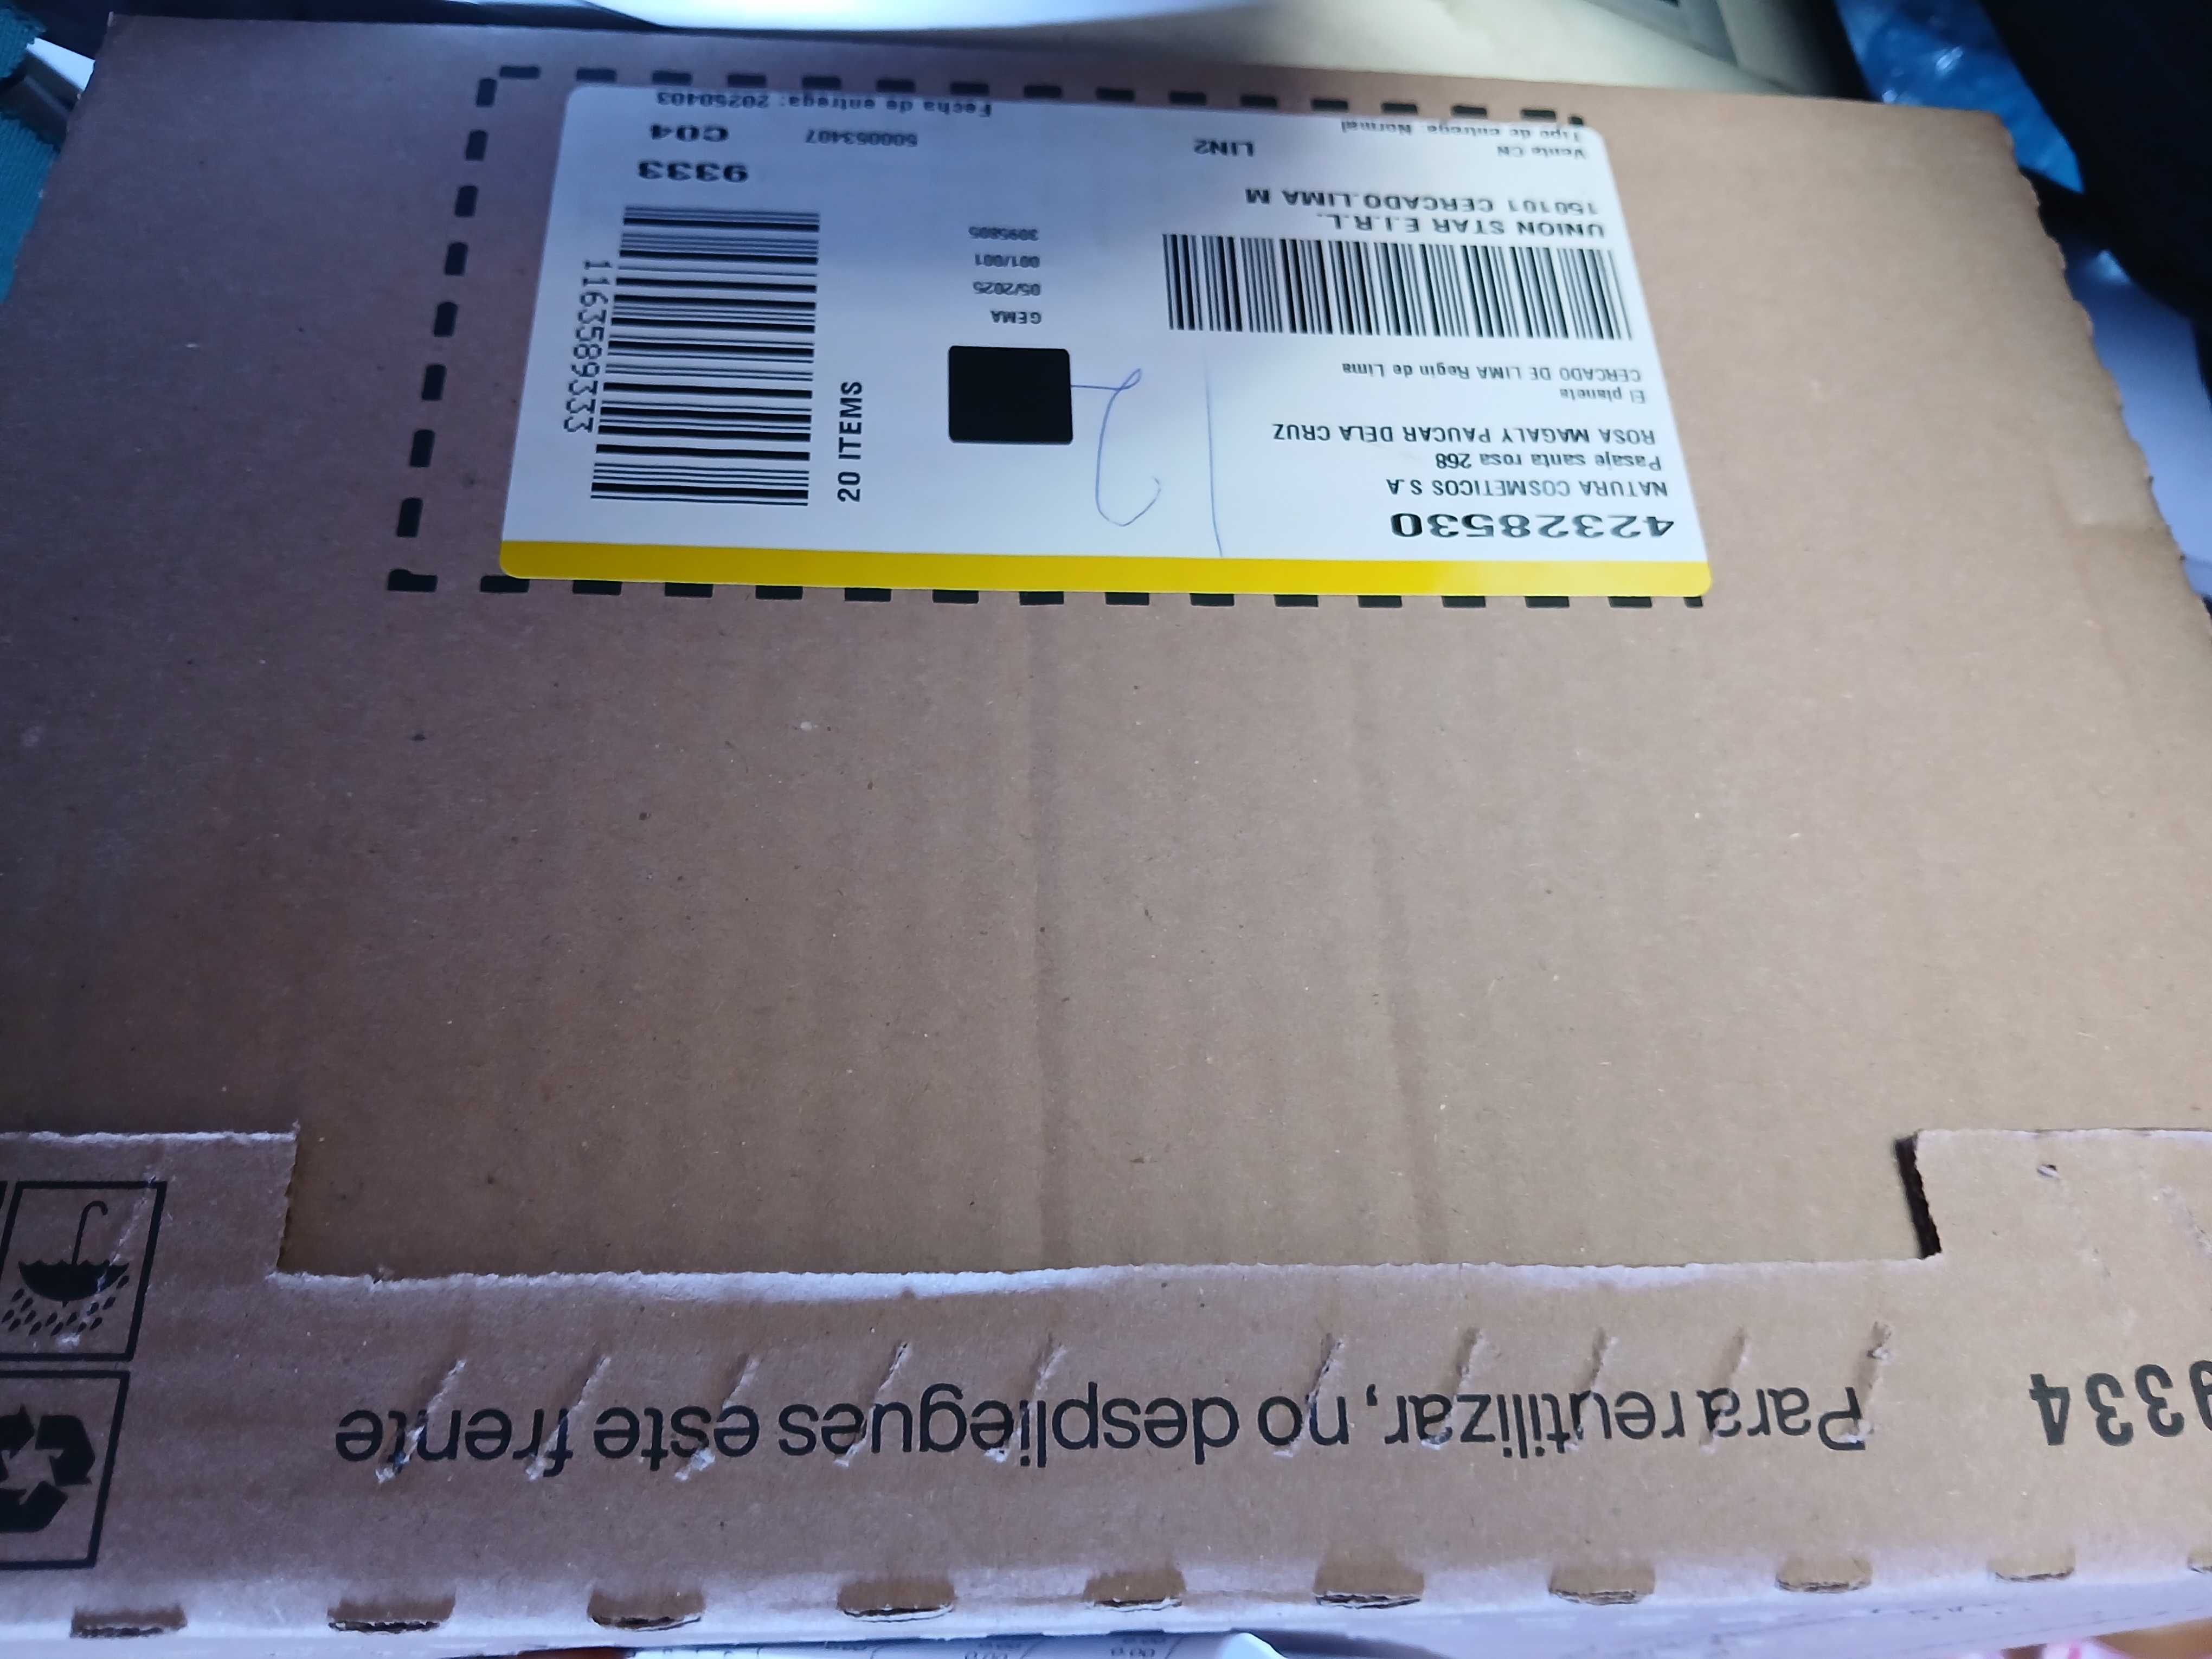 42328530
NATURA COSMETICOS S.A
Pasaje santa rosa 268
ROSA MAGALY PAUCAR DELA CRUZ
El planeta
CERCADO DE LIMA Regin de Lima
UNION STAR E.I.R.L.
150101 CERCADO.LIMA M
Vente CN
Tipo de entrega: Normal
LIN2
GEMA
05/2025
001/001
3095805
20 ITEMS
1163589333
9333
C04
500053407
Fecha de entrega: 20250403
9334
Para reutilizar, no despliegues este frente